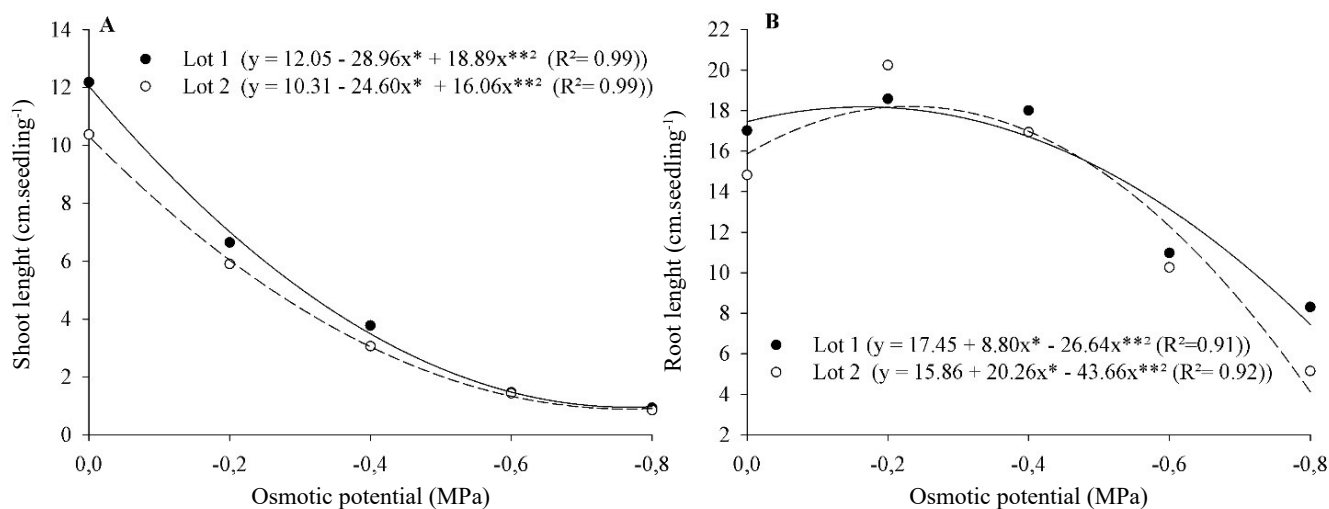 A
Lot 1 (y = 12.05 - 28.96x* + 18.89x**² (R²= 0.99))
Lot 2 (y = 10.31 - 24.60x* + 16.06x**² (R²= 0.99))
Shoot lenght (cm.seedling⁻¹)
14
12
10
8
6
4
2
0
0,0
-0,2
-0,4
-0,6
-0,8
Osmotic potential (MPa)
B
Root lenght (cm.seedling⁻¹)
22
20
18
16
14
12
10
8
6
4
2
Lot 1 (y = 17.45 + 8.80x* - 26.64x**² (R²=0.91))
Lot 2 (y = 15.86 + 20.26x* - 43.66x**² (R²= 0.92))
0,0
-0,2
-0,4
-0,6
-0,8
Osmotic potential (MPa)